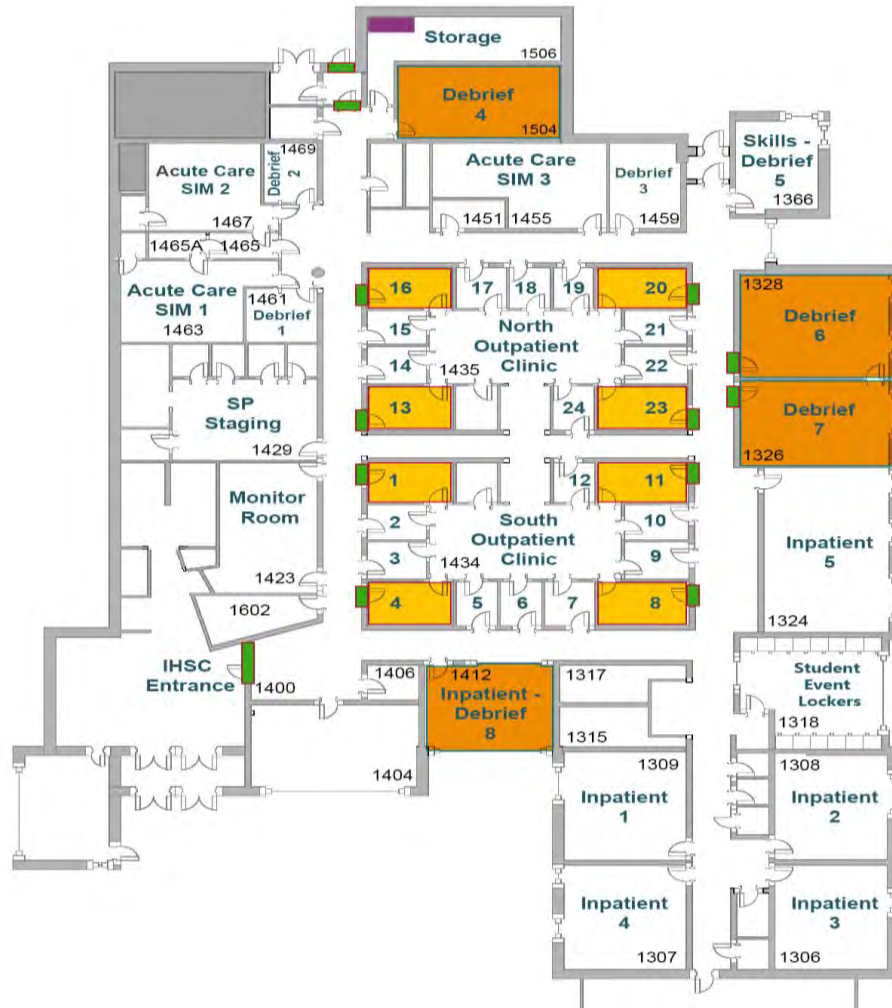 Storage
1506
Debrief
4
1504
1469
Debrief
2
Acute Care
SIM 2
1467
Acute Care
SIM 3
1451
1455
Debrief
3
1459
Skills -
Debrief
5
1366
1465A
1465
Acute Care
SIM 1
1463
1461
Debrief
1
16
17
18
19
20
15
North
Outpatient
Clinic
21
14
1435
22
13
24
23
1328
Debrief
6
Debrief
7
1326
SP
Staging
1429
Monitor
Room
1423
1602
1
12
11
2
South
Outpatient
Clinic
10
3
1434
9
4
5
6
7
8
Inpatient
5
1324
IHSC
Entrance
1400
1406
1412
Inpatient -
Debrief
8
1404
1317
1315
Student
Event
Lockers
1318
1309
Inpatient
1
1308
Inpatient
2
Inpatient
4
1307
Inpatient
3
1306